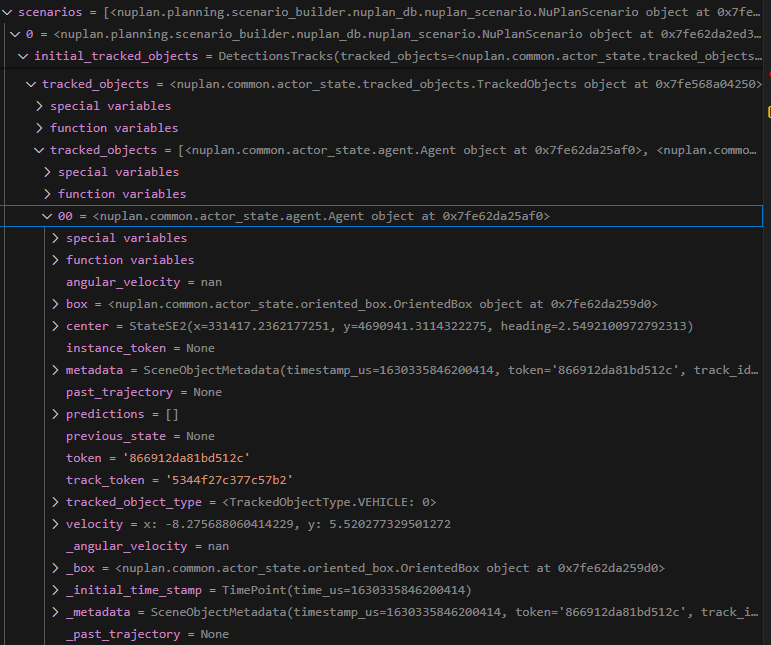 scenarios = [<nuplan.planning.scenario_builder.nuplan_db.nuplan_scenario.NuPlanScenario object at 0x7fe…
0 = <nuplan.planning.scenario_builder.nuplan_db.nuplan_scenario.NuPlanScenario object at 0x7fe62da2ed3…
initial_tracked_objects = DetectionsTracks(tracked_objects=<nuplan.common.actor_state.tracked_objects…
tracked_objects = <nuplan.common.actor_state.tracked_objects.TrackedObjects object at 0x7fe568a04250>
special variables
function variables
tracked_objects = [<nuplan.common.actor_state.agent.Agent object at 0x7fe62da25af0>, <nuplan.commo…
special variables
function variables
00 = <nuplan.common.actor_state.agent.Agent object at 0x7fe62da25af0>
special variables
function variables
angular_velocity = nan
box = <nuplan.common.actor_state.oriented_box.OrientedBox object at 0x7fe62da259d0>
center = StateSE2(x=331417.2362177251, y=4690941.3114322275, heading=2.5492100972792313)
instance_token = None
metadata = SceneObjectMetadata(timestamp_us=1630335846200414, token='866912da81bd512c', track_id…
past_trajectory = None
predictions = []
previous_state = None
token = '866912da81bd512c'
track_token = '5344f27c377c57b2'
tracked_object_type = <TrackedObjectType.VEHICLE: 0>
velocity = x: -8.275688060414229, y: 5.520277329501272
_angular_velocity = nan
_box = <nuplan.common.actor_state.oriented_box.OrientedBox object at 0x7fe62da259d0>
_initial_time_stamp = TimePoint(time_us=1630335846200414)
_metadata = SceneObjectMetadata(timestamp_us=1630335846200414, token='866912da81bd512c', track_i…
_past_trajectory = None